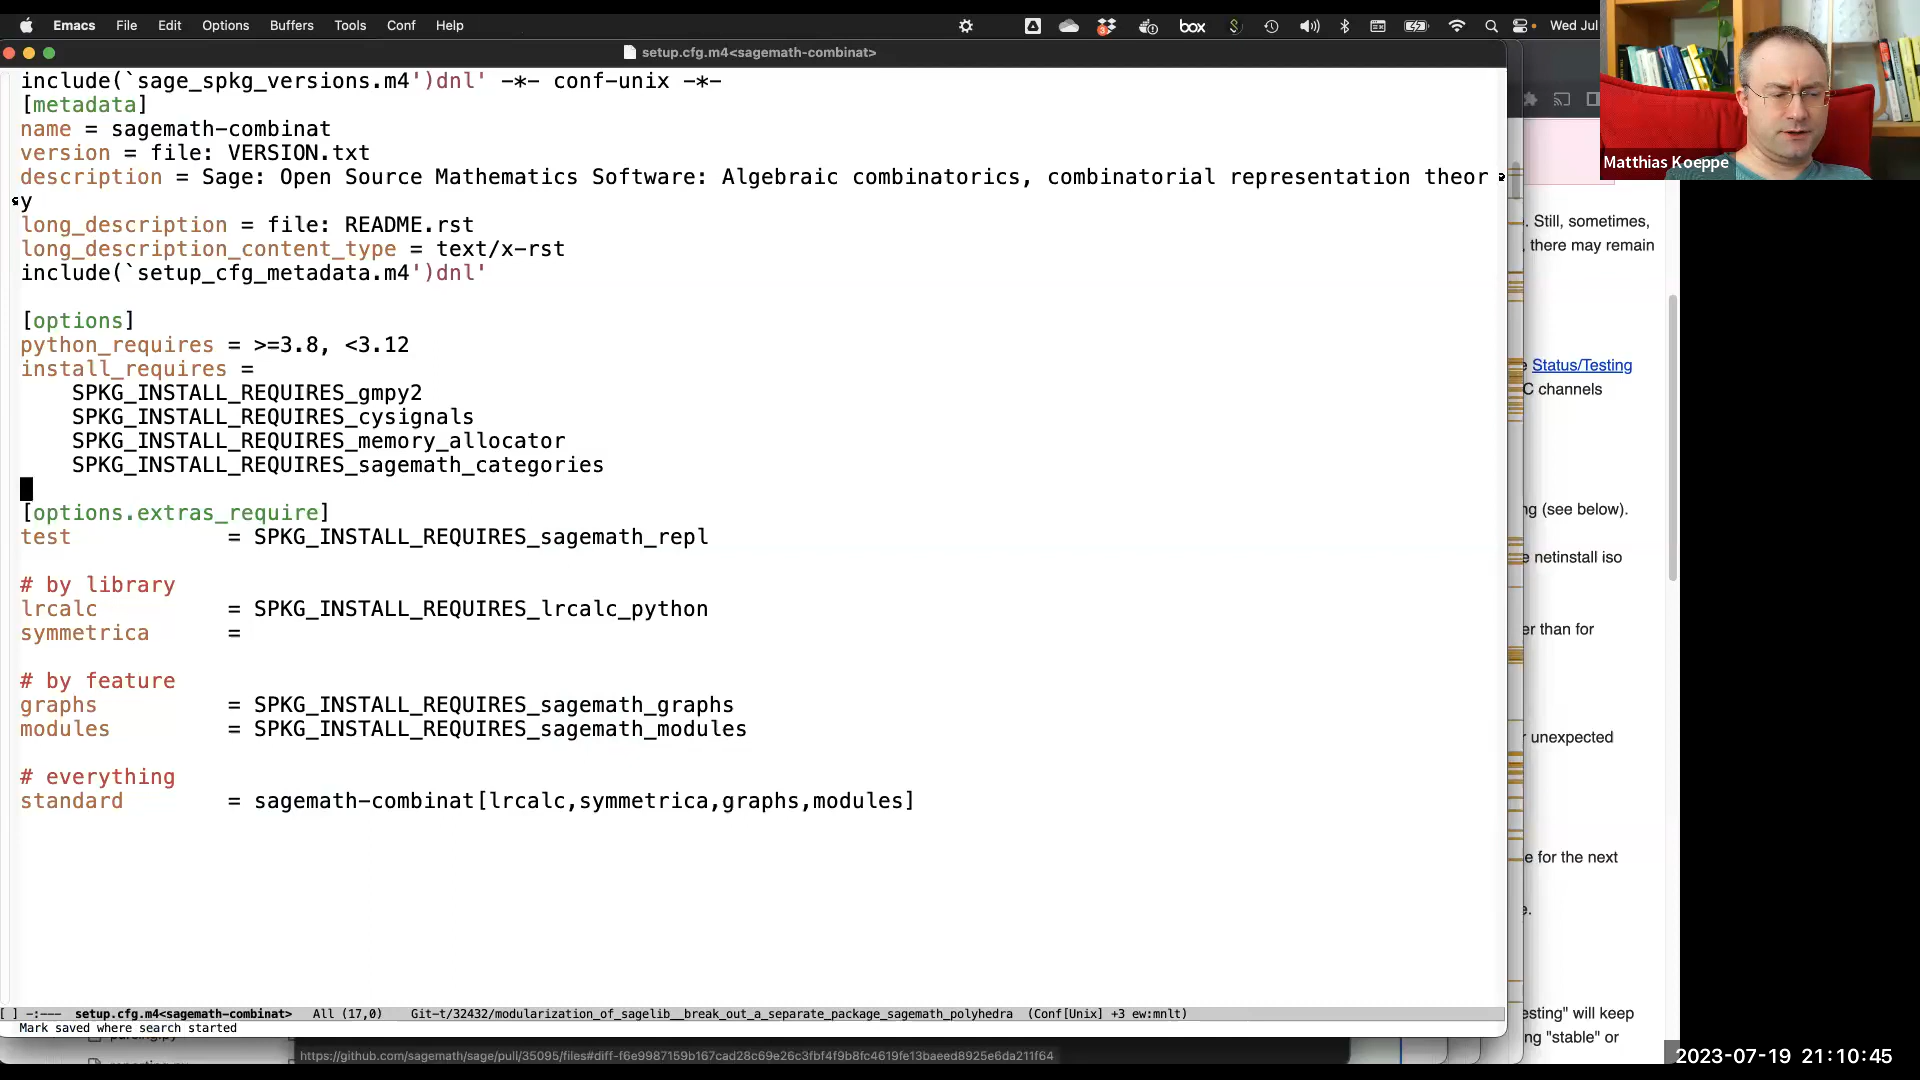 Emacs File Edit Options Buffers Tools Conf Help
box
Wed Jul
setup.cfg.m4<sagemath-combinat>
include(`sage_spkg_versions.m4')dnl' -*- conf-unix -*-
[metadata]
name = sagemath-combinat
version = file: VERSION.txt
description = Sage: Open Source Mathematics Software: Algebraic combinatorics, combinatorial representation theor
y
long_description = file: README.rst
long_description_content_type = text/x-rst
include(`setup_cfg_metadata.m4')dnl'
[options]
python_requires = >=3.8, <3.12
install_requires =
SPKG_INSTALL_REQUIRES_gmpy2
SPKG_INSTALL_REQUIRES_cysignals
SPKG_INSTALL_REQUIRES_memory_allocator
SPKG_INSTALL_REQUIRES_sagemath_categories
[options.extras_require]
test = SPKG_INSTALL_REQUIRES_sagemath_repl
# by library
lrcalc = SPKG_INSTALL_REQUIRES_lrcalc_python
symmetrica =
# by feature
graphs = SPKG_INSTALL_REQUIRES_sagemath_graphs
modules = SPKG_INSTALL_REQUIRES_sagemath_modules
# everything
standard = sagemath-combinat[lrcalc,symmetrica,graphs,modules]
[ ] -:--- setup.cfg.m4<sagemath-combinat> All (17,0) Git-t/32432/modularization_of_sagelib__break_out_a_separate_package_sagemath_polyhedra (Conf[Unix] +3 ew:mnlt)
Mark saved where search started
https://github.com/sagemath/sage/pull/35095/files#diff-f6e9987159b167cad28c69e26c3fbf4f9b8fc4619fe13baeed8925e6da211f64
Matthias Koeppe
. Still, sometimes,
, there may remain
e Status/Testing
C channels
ng (see below).
e netinstall iso
er than for
r unexpected
e for the next
e.
esting" will keep
ng "stable" or
2023-07-19 21:10:45